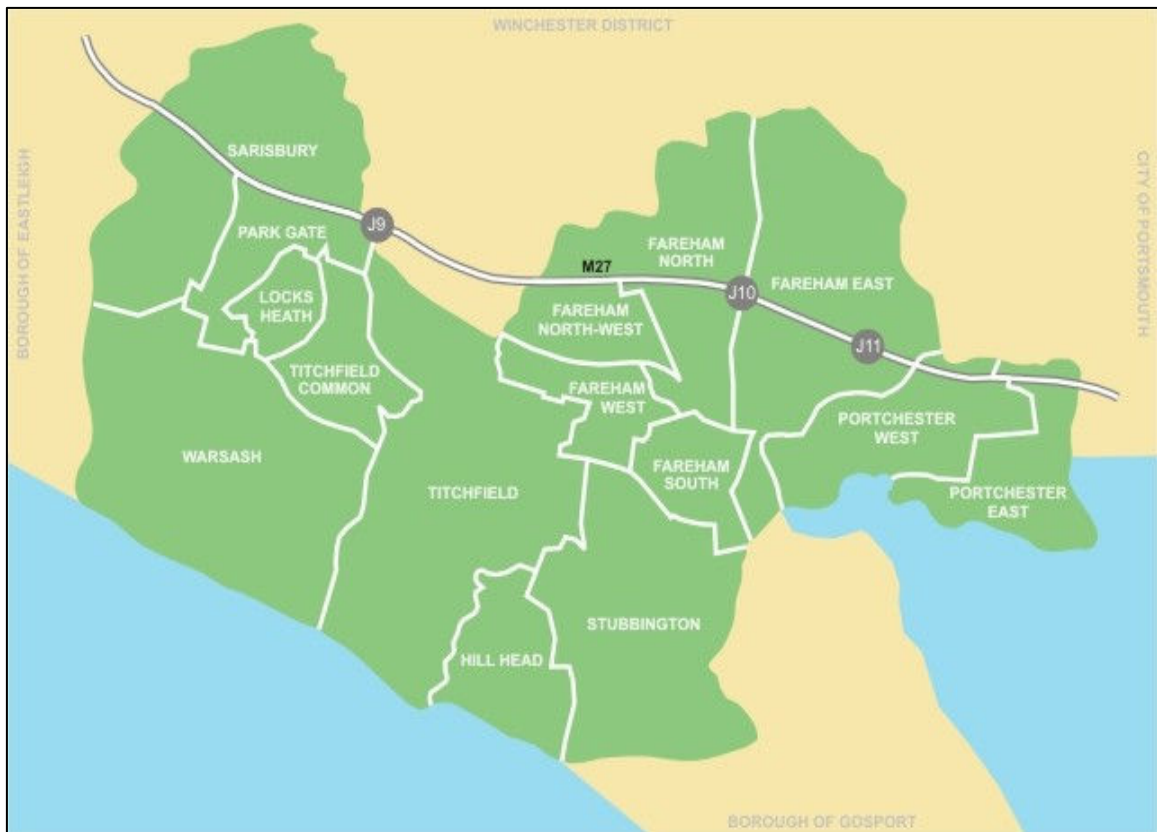 WINCHESTER DISTRICT
BOROUGH OF EASTLEIGH
CITY OF PORTSMOUTH
SARISBURY
J9
PARK GATE
FAREHAM
NORTH
M27
J10
FAREHAM EAST
LOCKS
HEATH
FAREHAM
NORTH-WEST
J11
TITCHFIELD
COMMON
FAREHAM
WEST
PORTCHESTER
WEST
WARSASH
TITCHFIELD
FAREHAM
SOUTH
PORTCHESTER
EAST
STUBBINGTON
HILL HEAD
BOROUGH OF GOSPORT